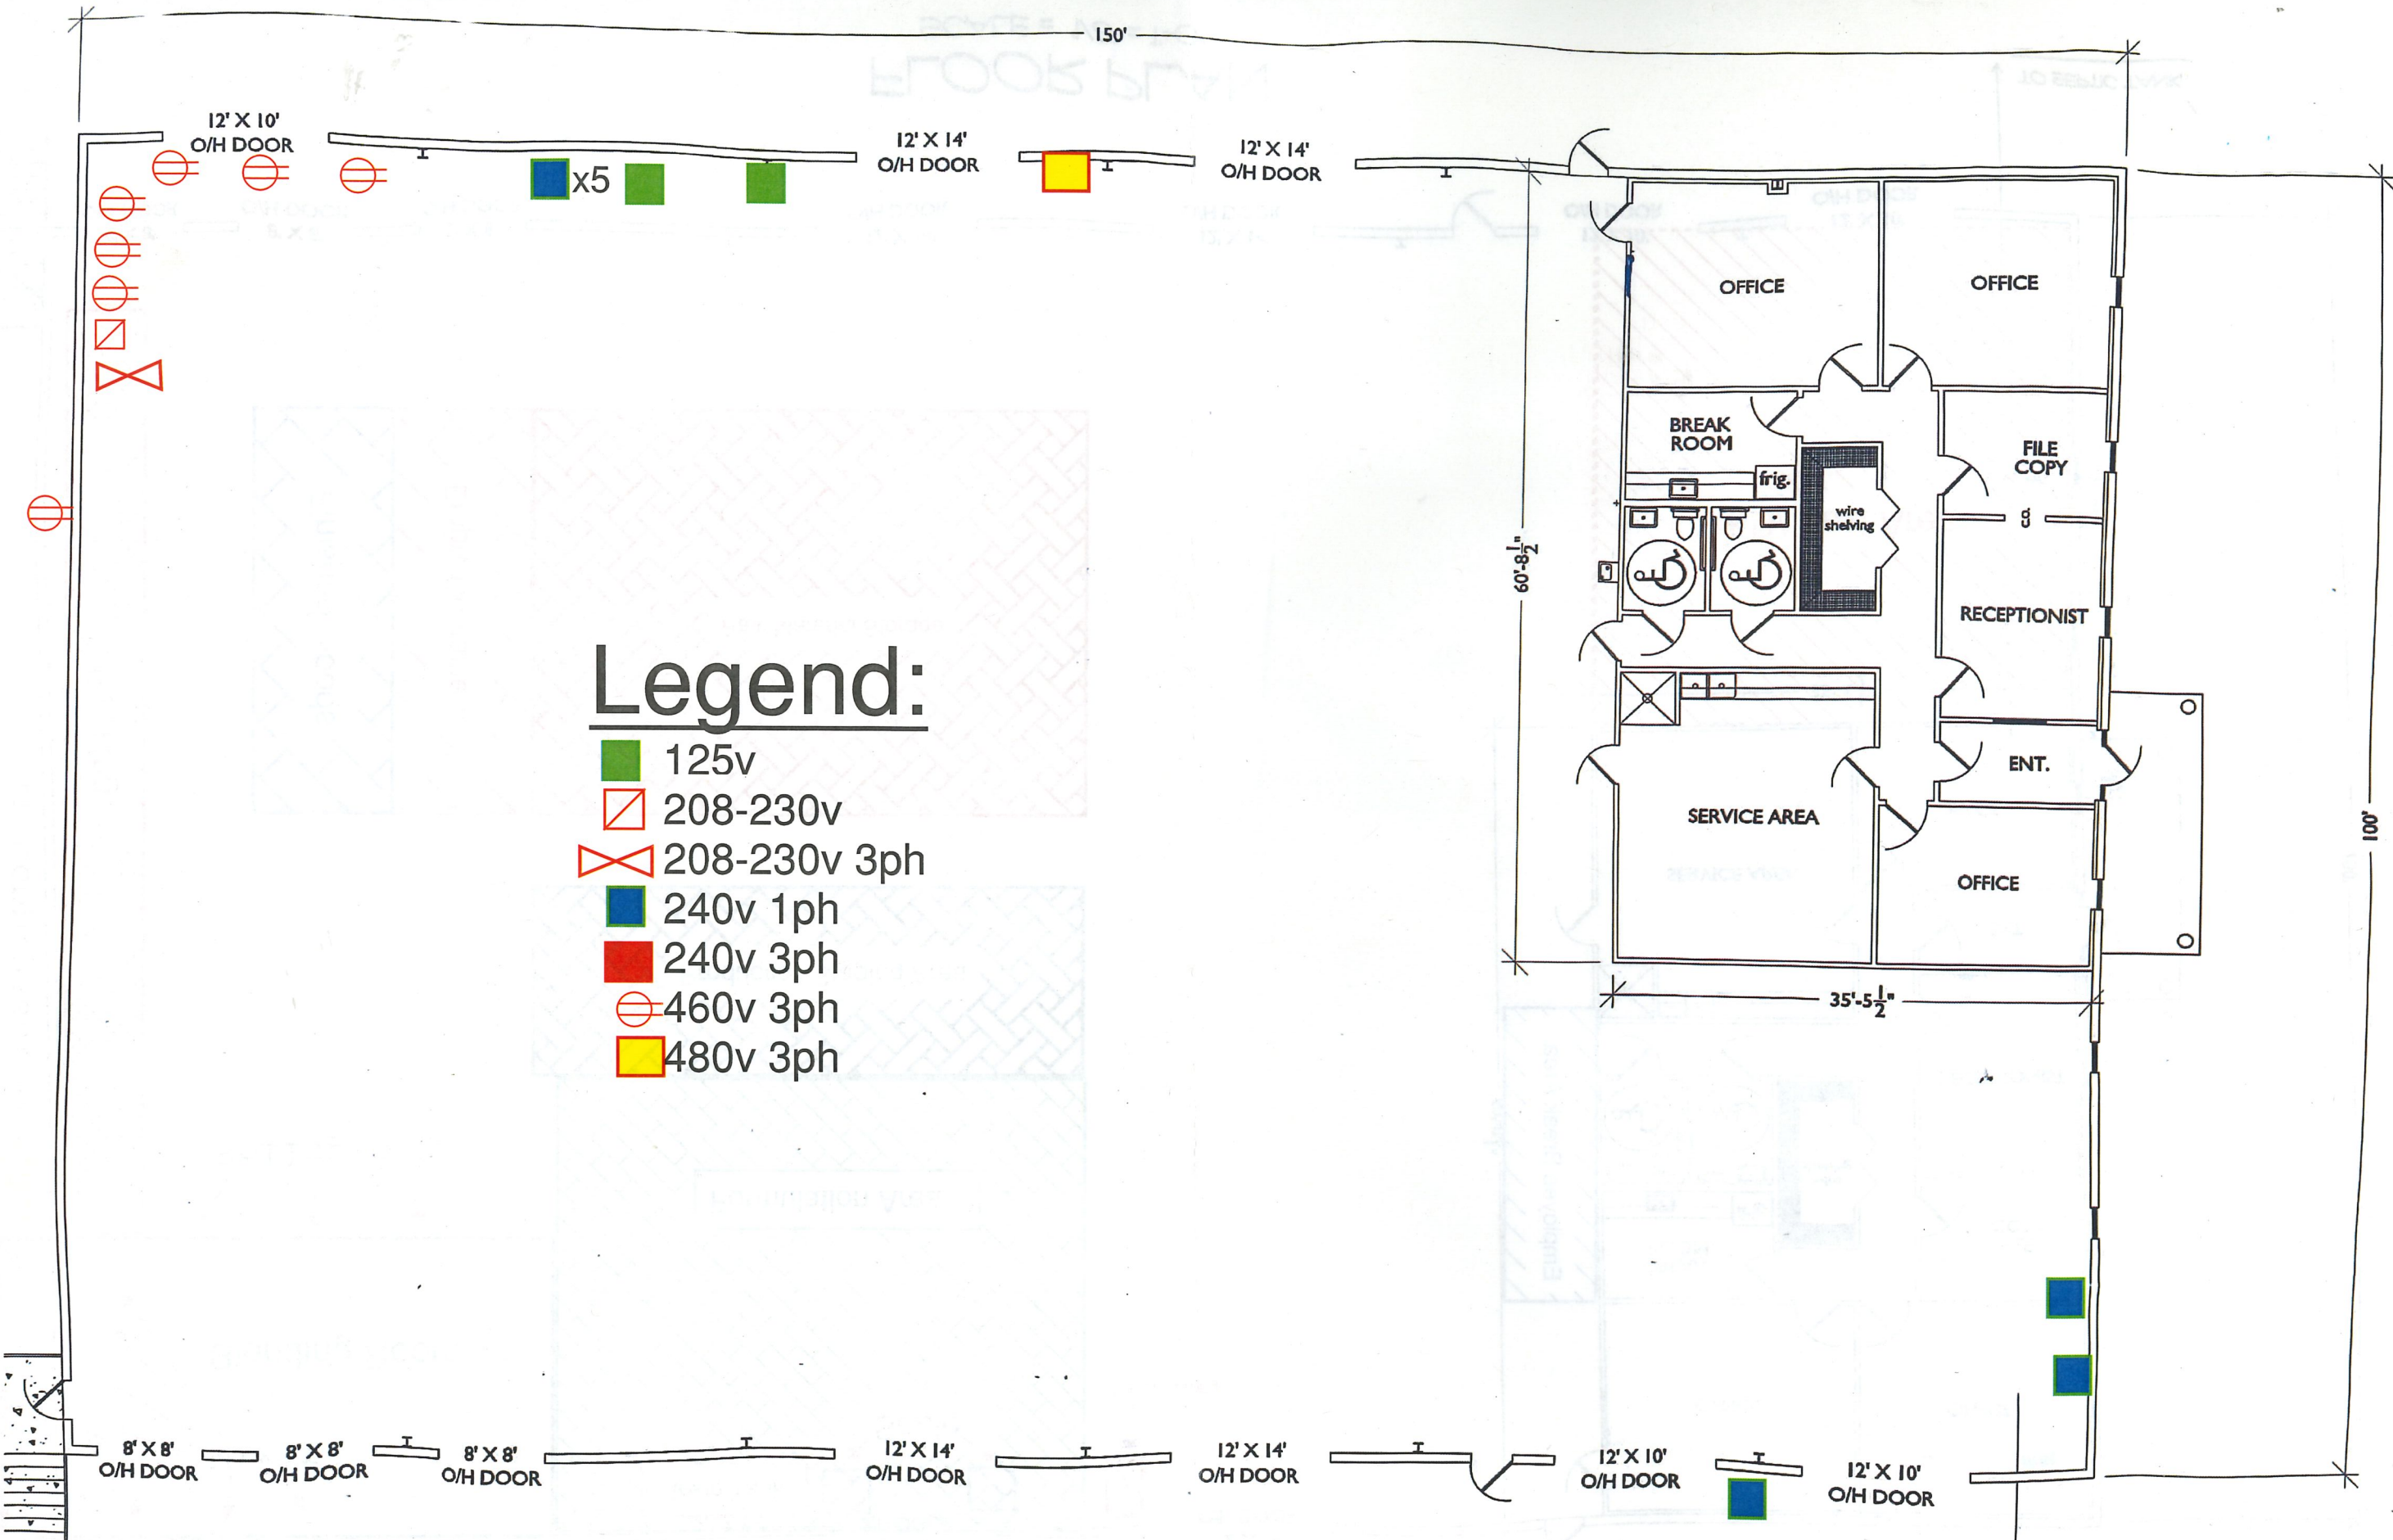 150'
12' X 10'
O/H DOOR
12' X 14'
O/H DOOR
12' X 14'
O/H DOOR
x5
OFFICE
OFFICE
BREAK
ROOM
frig.
FILE
COPY
wire
shelving
60'-8 1/2"
RECEPTIONIST
Legend:
125v
208-230v
208-230v 3ph
240v 1ph
240v 3ph
460v 3ph
480v 3ph
ENT.
SERVICE AREA
OFFICE
100'
35'-5 1/2"
8' X 8'
O/H DOOR
8' X 8'
O/H DOOR
8' X 8'
O/H DOOR
12' X 14'
O/H DOOR
12' X 14'
O/H DOOR
12' X 10'
O/H DOOR
12' X 10'
O/H DOOR